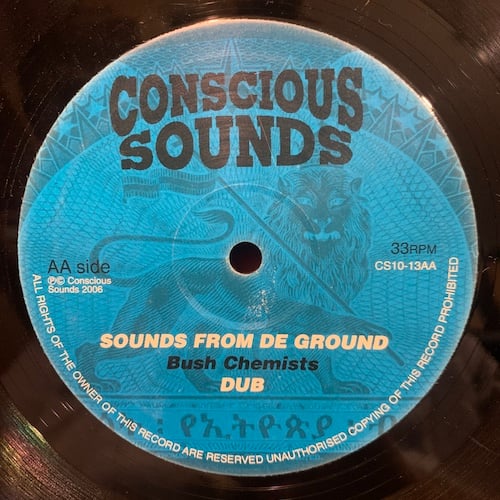 CONSCIOUS
SOUNDS
AA side
℗© Conscious
Sounds 2006
33RPM
CS10-13AA
SOUNDS FROM DE GROUND
Bush Chemists
DUB
የኢትዮጵያ
ALL RIGHTS OF THE OWNER OF THIS RECORD ARE RESERVED UNAUTHORISED COPYING OF THIS RECORD PROHIBITED